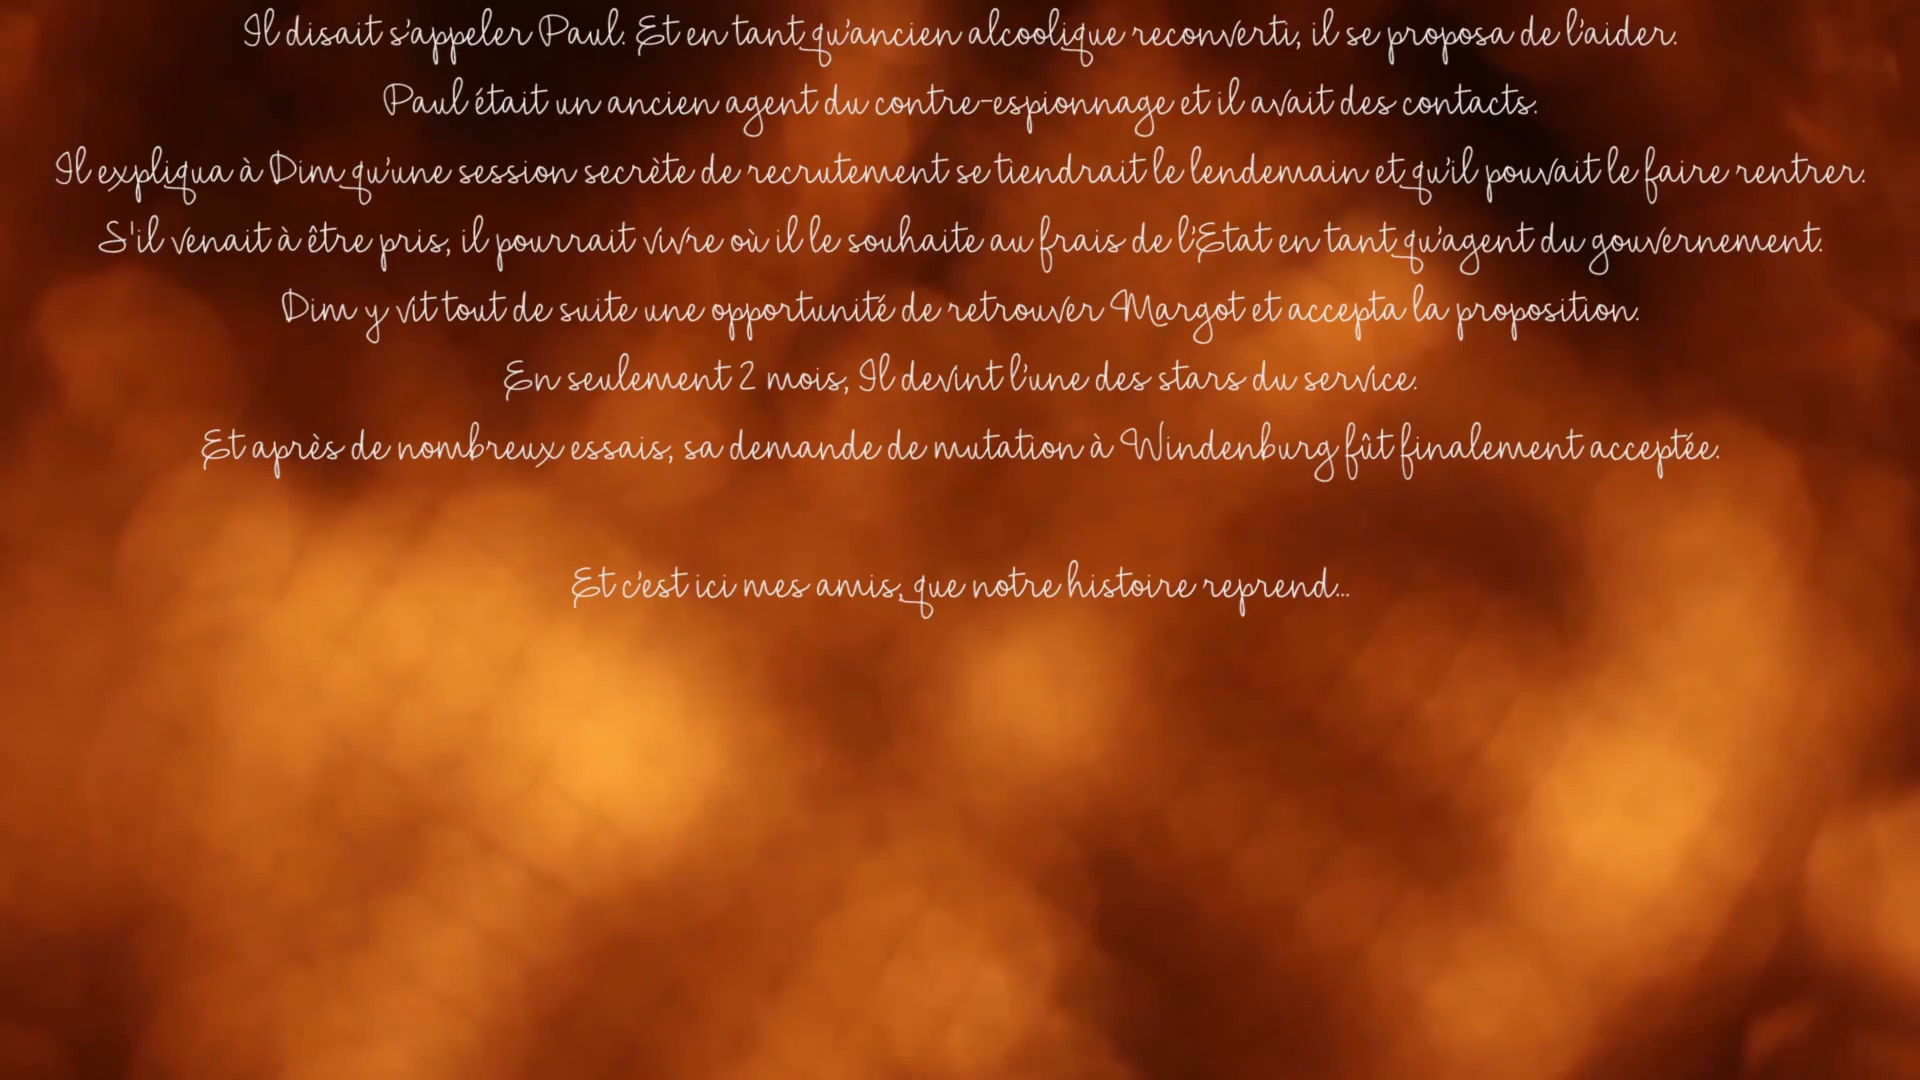 Il disait s'appeler Paul. Et en tant qu'ancien alcoolique reconverti, il se proposa de l'aider.
Paul était un ancien agent du contre-espionnage et il avait des contacts.
Il expliqua à Dim qu'une session secrète de recrutement se tiendrait le lendemain et qu'il pouvait le faire rentrer.
S'il venait à être pris, il pourrait vivre où il le souhaite au frais de l'Etat en tant qu'agent du gouvernement.
Dim y vit tout de suite une opportunité de retrouver Margot et accepta la proposition.
En seulement 2 mois, Il devint l'une des stars du service.
Et après de nombreux essais, sa demande de mutation à Windenburg fût finalement acceptée.
Et c'est ici mes amis, que notre histoire reprend...